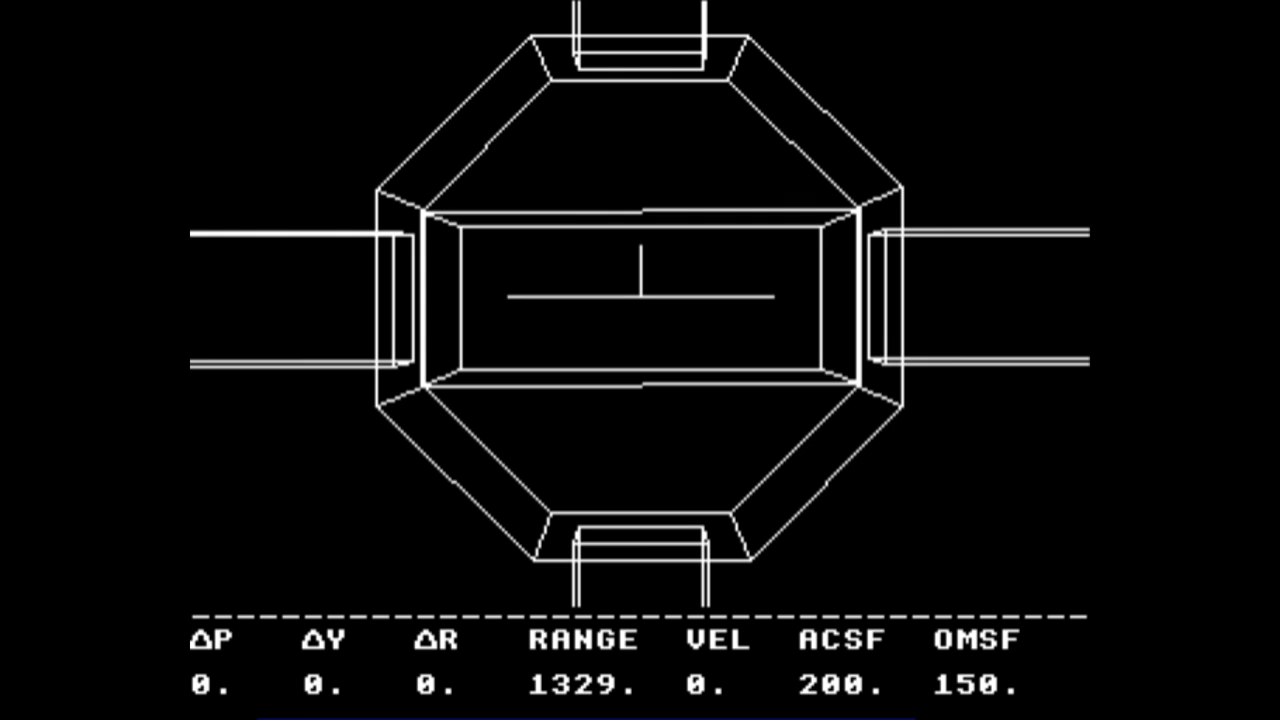 ΔP ΔY ΔR RANGE VEL ACSF OMSF
0. 0. 0. 1329. 0. 200. 150.